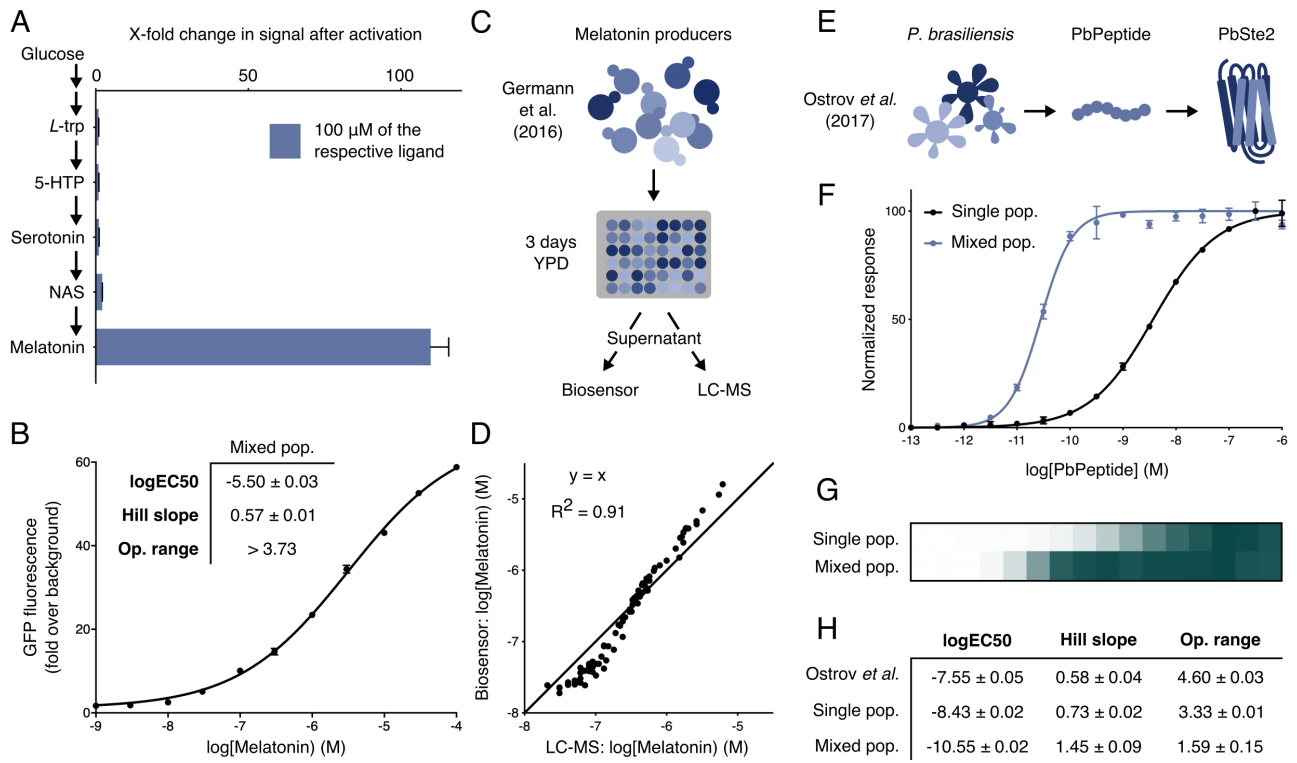 A
X-fold change in signal after activation
Glucose
0
50
100
L-trp
5-HTP
Serotonin
NAS
Melatonin
100 µM of the
respective ligand
B
Mixed pop.
logEC50
-5.50 ± 0.03
Hill slope
0.57 ± 0.01
Op. range
> 3.73
GFP fluorescence
(fold over background)
60
40
20
0
-9
-8
-7
-6
-5
-4
log[Melatonin) (M)
C
Melatonin producers
Germann
et al.
(2016)
3 days
YPD
Supernatant
Biosensor
LC-MS
D
y = x
R2 = 0.91
Biosensor: log[Melatonin) (M)
-5
-6
-7
-8
-8
-7
-6
-5
LC-MS: log[Melatonin) (M)
E
P. brasiliensis
PbPeptide
PbSte2
Ostrov et al.
(2017)
F
Single pop.
Mixed pop.
Normalized response
100
50
0
-13
-12
-11
-10
-9
-8
-7
-6
log[PbPeptide] (M)
G
Single pop.
Mixed pop.
H
logEC50 Hill slope Op. range
Ostrov et al. -7.55 ± 0.05 0.58 ± 0.04 4.60 ± 0.03
Single pop. -8.43 ± 0.02 0.73 ± 0.02 3.33 ± 0.01
Mixed pop. -10.55 ± 0.02 1.45 ± 0.09 1.59 ± 0.15